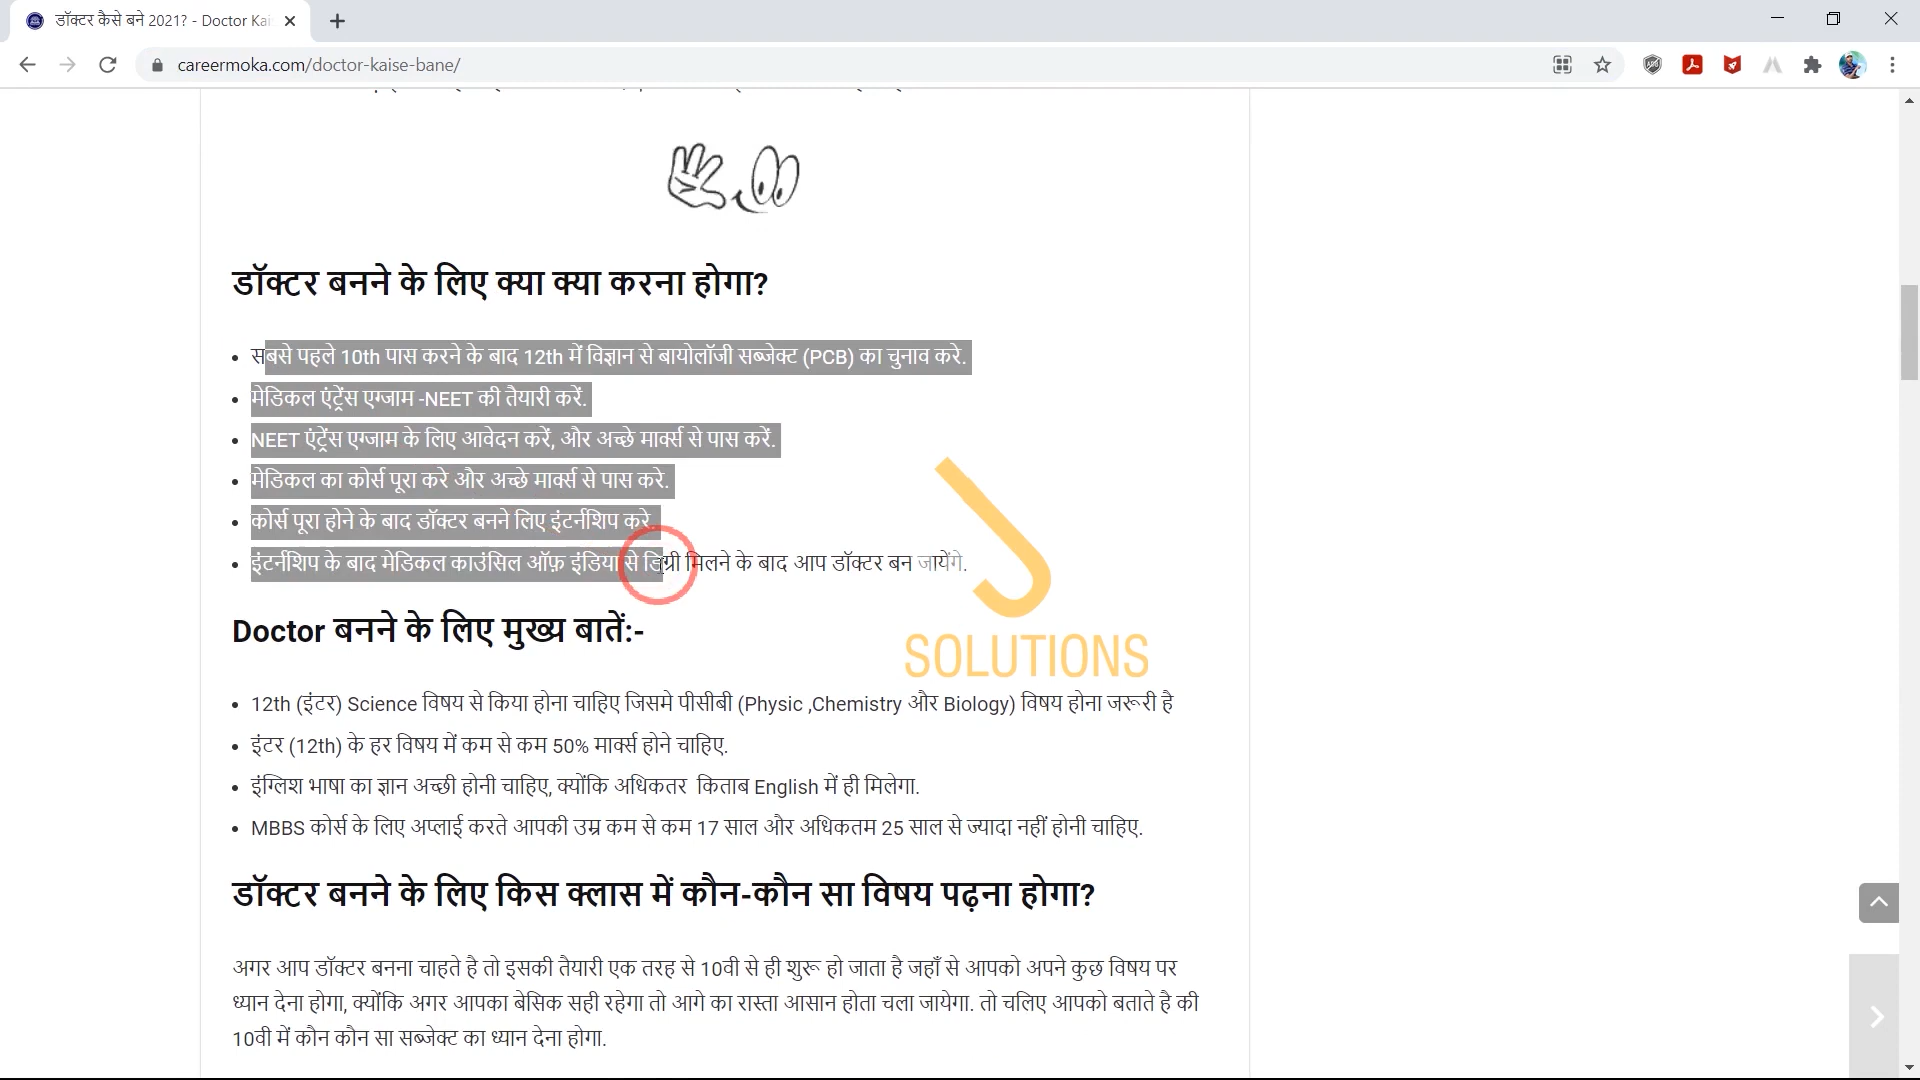 डॉक्टर कैसे बने 2021? - Doctor Kai
careermoka.com/doctor-kaise-bane/
डॉक्टर बनने के लिए क्या क्या करना होगा?
सबसे पहले 10th पास करने के बाद 12th में विज्ञान से बायोलॉजी सब्जेक्ट (PCB) का चुनाव करे.
मेडिकल एंट्रेंस एग्जाम -NEET की तैयारी करें.
NEET एंट्रेंस एग्जाम के लिए आवेदन करें, और अच्छे मार्क्स से पास करें.
मेडिकल का कोर्स पूरा करे और अच्छे मार्क्स से पास करे.
कोर्स पूरा होने के बाद डॉक्टर बनने लिए इंटर्नशिप करे.
इंटर्नशिप के बाद मेडिकल काउंसिल ऑफ़ इंडिया से डिग्री मिलने के बाद आप डॉक्टर बन जायेंगे.
SOLUTIONS
Doctor बनने के लिए मुख्य बातें:-
12th (इंटर) Science विषय से किया होना चाहिए जिसमे पीसीबी (Physic ,Chemistry और Biology) विषय होना जरूरी है
इंटर (12th) के हर विषय में कम से कम 50% मार्क्स होने चाहिए.
इंग्लिश भाषा का ज्ञान अच्छी होनी चाहिए, क्योंकि अधिकतर किताब English में ही मिलेगा.
MBBS कोर्स के लिए अप्लाई करते आपकी उम्र कम से कम 17 साल और अधिकतम 25 साल से ज्यादा नहीं होनी चाहिए.
डॉक्टर बनने के लिए किस क्लास में कौन-कौन सा विषय पढ़ना होगा?
अगर आप डॉक्टर बनना चाहते है तो इसकी तैयारी एक तरह से 10वी से ही शुरू हो जाता है जहाँ से आपको अपने कुछ विषय पर
ध्यान देना होगा, क्योंकि अगर आपका बेसिक सही रहेगा तो आगे का रास्ता आसान होता चला जायेगा. तो चलिए आपको बताते है की
10वी में कौन कौन सा सब्जेक्ट का ध्यान देना होगा.